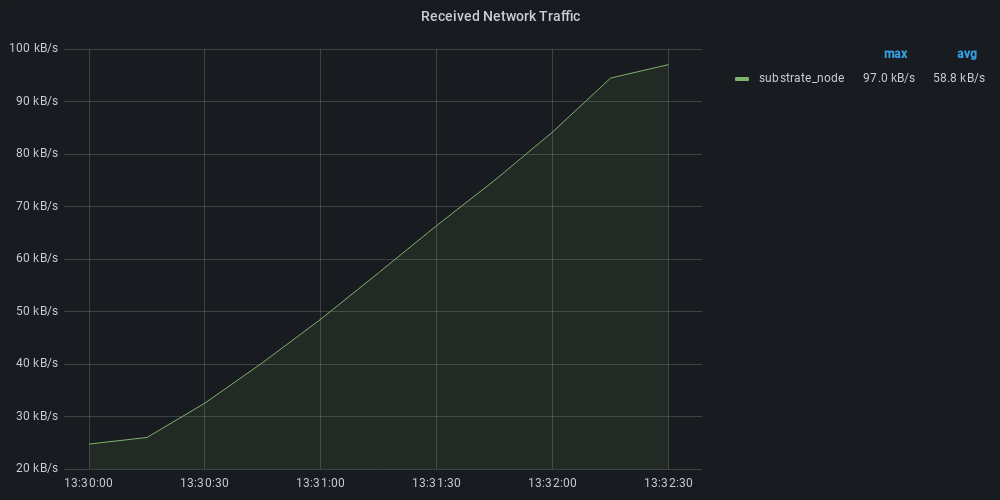 Received Network Traffic
100 kB/s
90 kB/s
80 kB/s
70 kB/s
60 kB/s
50 kB/s
40 kB/s
30 kB/s
20 kB/s
13:30:00 13:30:30 13:31:00 13:31:30 13:32:00 13:32:30
max avg
substrate_node 97.0 kB/s 58.8 kB/s